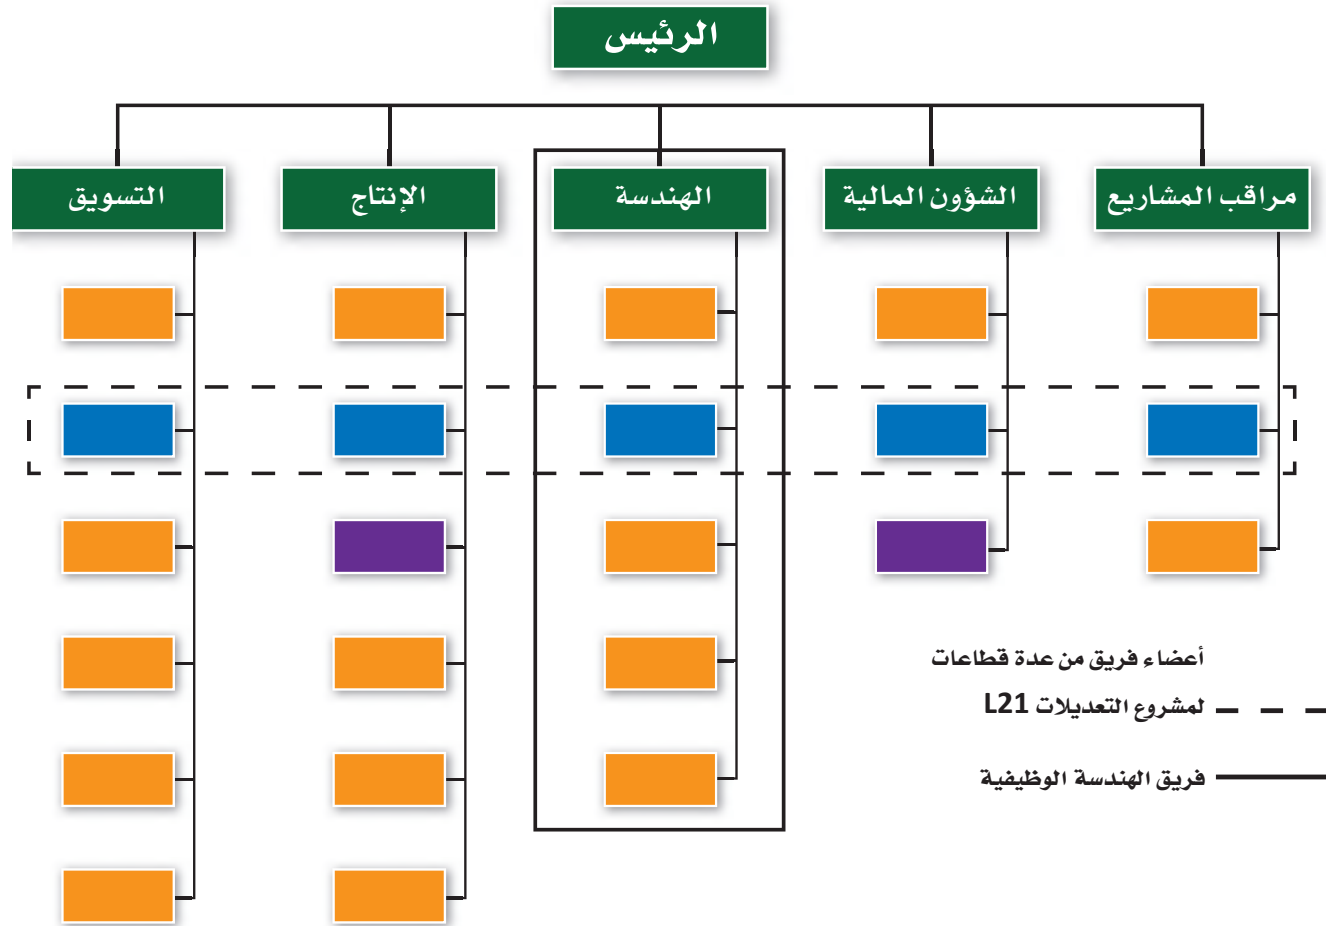 الرئيس
مراقب المشاريع
الشؤون المالية
الهندسة
الإنتاج
التسويق
أعضاء فريق من عدة قطاعات
لمشروع التعديلات L21
فريق الهندسة الوظيفية